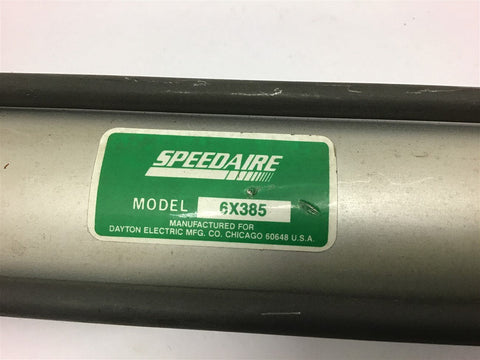 SPEEDAIRE
MODEL 6X385
MANUFACTURED FOR
DAYTON ELECTRIC MFG. CO. CHICAGO 60648 U.S.A.